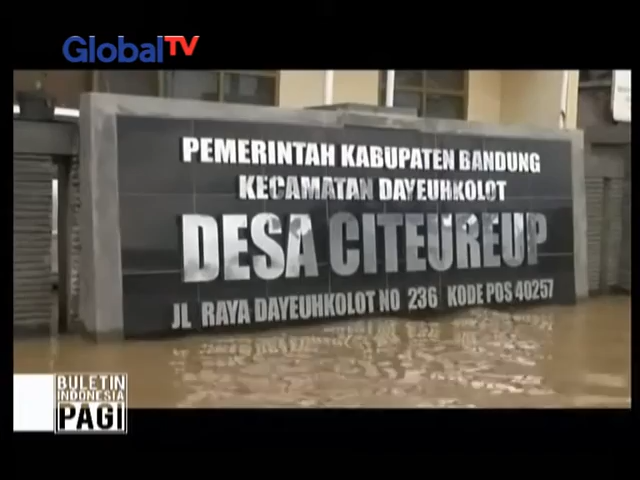 GlobalTV
PEMERINTAH KABUPATEN BANDUNG
KECAMATAN DAYEUHKOLOT
DESA CITEUREUP
JL RAYA DAYEUHKOLOT NO 236 KODE POS 40257
BULETIN
INDONESIA
PAGI